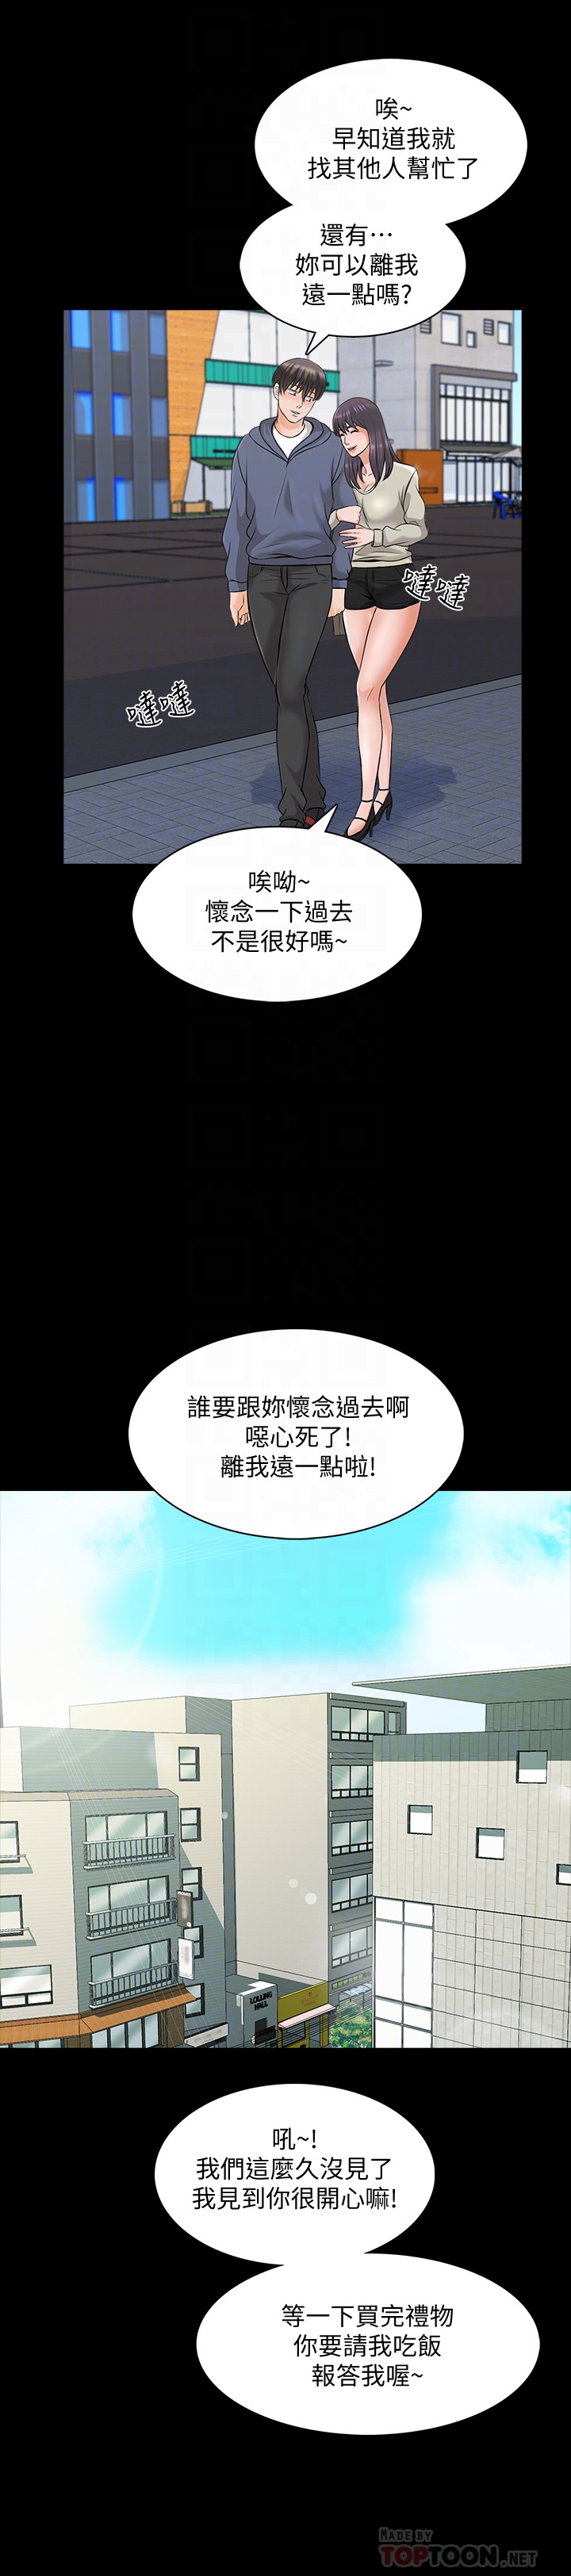 唉~
早知道我就
找其他人幫忙了
還有…
妳可以離我
遠一點嗎?
噠噠
噠噠
唉呦~
懷念一下過去
不是很好嗎~
誰要跟妳懷念過去啊
噁心死了!
離我遠一點啦!
LOLLING
HALL
吼~!
我們這麼久沒見了
我見到你很開心嘛!
等一下買完禮物
你要請我吃飯
報答我喔~
MADE BY
TOPTOON.NET